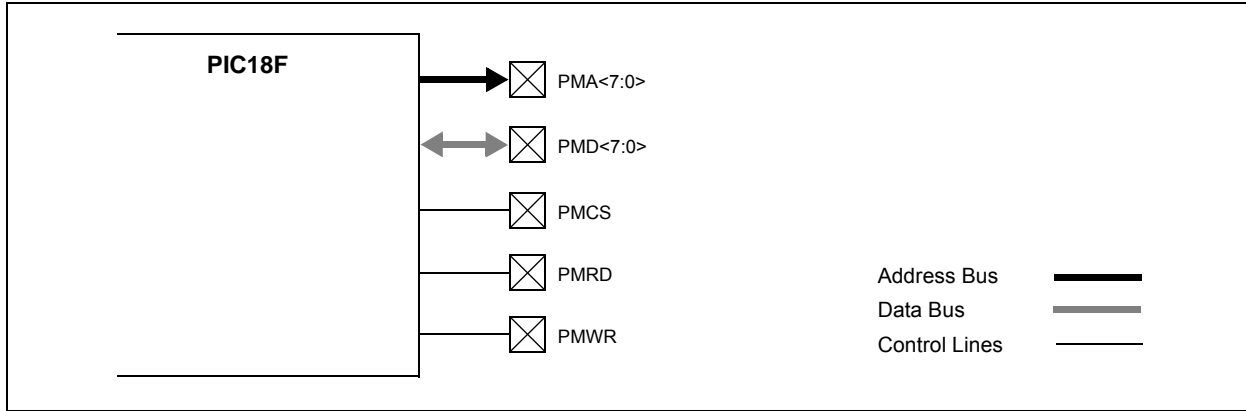 PIC18F
PMA<7:0>
PMD<7:0>
PMCS
PMRD
PMWR
Address Bus
Data Bus
Control Lines